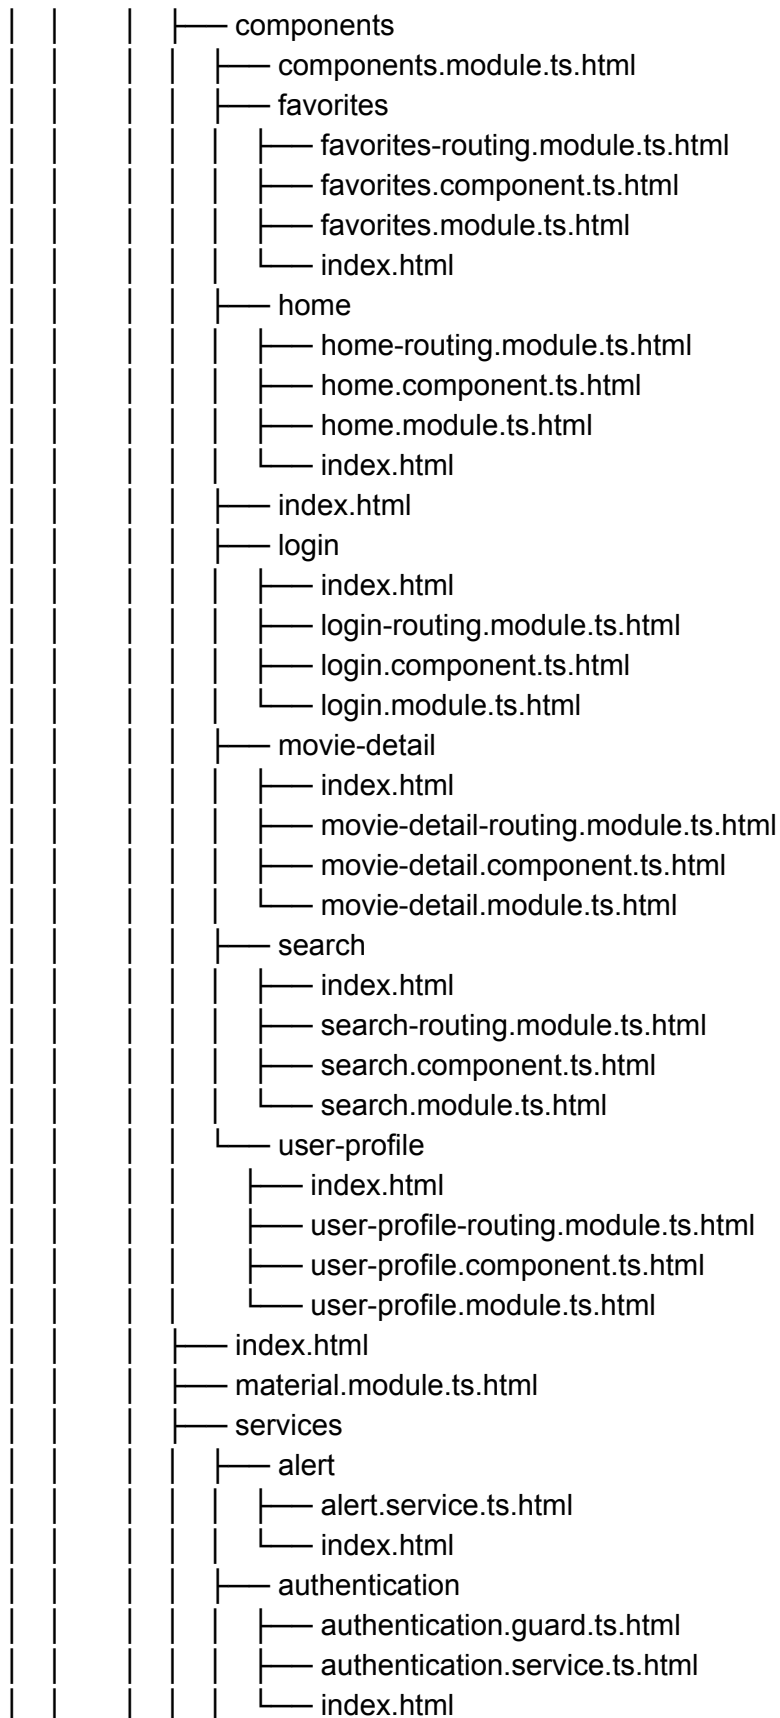 │ │ │ ├── components
│ │ │ │ ├── components.module.ts.html
│ │ │ │ ├── favorites
│ │ │ │ │ ├── favorites-routing.module.ts.html
│ │ │ │ │ ├── favorites.component.ts.html
│ │ │ │ │ ├── favorites.module.ts.html
│ │ │ │ │ └── index.html
│ │ │ │ ├── home
│ │ │ │ │ ├── home-routing.module.ts.html
│ │ │ │ │ ├── home.component.ts.html
│ │ │ │ │ ├── home.module.ts.html
│ │ │ │ │ └── index.html
│ │ │ │ ├── index.html
│ │ │ │ ├── login
│ │ │ │ │ ├── index.html
│ │ │ │ │ ├── login-routing.module.ts.html
│ │ │ │ │ ├── login.component.ts.html
│ │ │ │ │ └── login.module.ts.html
│ │ │ │ ├── movie-detail
│ │ │ │ │ ├── index.html
│ │ │ │ │ ├── movie-detail-routing.module.ts.html
│ │ │ │ │ ├── movie-detail.component.ts.html
│ │ │ │ │ └── movie-detail.module.ts.html
│ │ │ │ ├── search
│ │ │ │ │ ├── index.html
│ │ │ │ │ ├── search-routing.module.ts.html
│ │ │ │ │ ├── search.component.ts.html
│ │ │ │ │ └── search.module.ts.html
│ │ │ │ └── user-profile
│ │ │ │ ├── index.html
│ │ │ │ ├── user-profile-routing.module.ts.html
│ │ │ │ ├── user-profile.component.ts.html
│ │ │ │ └── user-profile.module.ts.html
│ │ │ ├── index.html
│ │ │ ├── material.module.ts.html
│ │ │ ├── services
│ │ │ │ ├── alert
│ │ │ │ │ ├── alert.service.ts.html
│ │ │ │ │ └── index.html
│ │ │ │ ├── authentication
│ │ │ │ │ ├── authentication.guard.ts.html
│ │ │ │ │ ├── authentication.service.ts.html
│ │ │ │ │ └── index.html